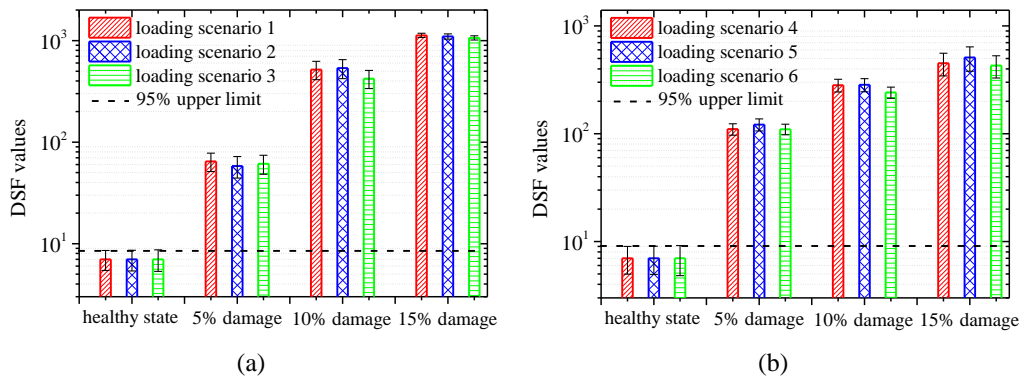 loading scenario 1
loading scenario 2
loading scenario 3
95% upper limit
10³
10²
10¹
DSF values
healthy state 5% damage 10% damage 15% damage
(a)
loading scenario 4
loading scenario 5
loading scenario 6
95% upper limit
10³
10²
10¹
DSF values
healthy state 5% damage 10% damage 15% damage
(b)